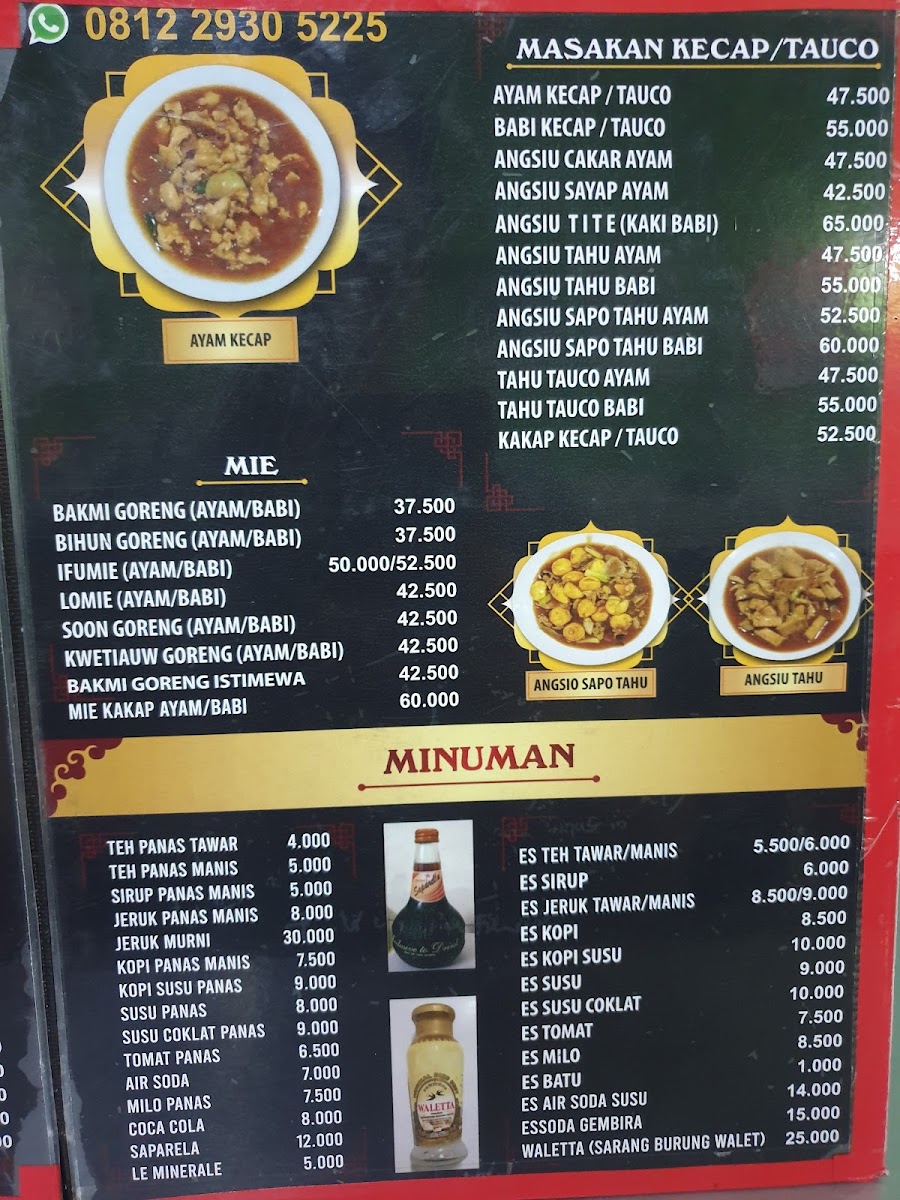 0812 2930 5225
AYAM KECAP
MIE
BAKMI GORENG (AYAM/BABI) 37.500
BIHUN GORENG (AYAM/BABI) 37.500
IFUMIE (AYAM/BABI) 50.000/52.500
LOMIE (AYAM/BABI) 42.500
SOON GORENG (AYAM/BABI) 42.500
KWETIAUW GORENG (AYAM/BABI) 42.500
BAKMI GORENG ISTIMEWA 42.500
MIE KAKAP AYAM/BABI 60.000
MASAKAN KECAP/TAUCO
AYAM KECAP / TAUCO 47.500
BABI KECAP / TAUCO 55.000
ANGSIU CAKAR AYAM 47.500
ANGSIU SAYAP AYAM 42.500
ANGSIU T I T E (KAKI BABI) 65.000
ANGSIU TAHU AYAM 47.500
ANGSIU TAHU BABI 55.000
ANGSIU SAPO TAHU AYAM 52.500
ANGSIU SAPO TAHU BABI 60.000
TAHU TAUCO AYAM 47.500
TAHU TAUCO BABI 55.000
KAKAP KECAP / TAUCO 52.500
ANGSIO SAPO TAHU
ANGSIU TAHU
MINUMAN
TEH PANAS TAWAR 4.000
TEH PANAS MANIS 5.000
SIRUP PANAS MANIS 5.000
JERUK PANAS MANIS 8.000
JERUK MURNI 30.000
KOPI PANAS MANIS 7.500
KOPI SUSU PANAS 9.000
SUSU PANAS 8.000
SUSU COKLAT PANAS 9.000
TOMAT PANAS 6.500
AIR SODA 7.000
MILO PANAS 7.500
COCA COLA 8.000
SAPARELA 12.000
LE MINERALE 5.000
WALETTA
ES TEH TAWAR/MANIS 5.500/6.000
ES SIRUP 6.000
ES JERUK TAWAR/MANIS 8.500/9.000
ES KOPI 8.500
ES KOPI SUSU 10.000
ES SUSU 9.000
ES SUSU COKLAT 10.000
ES TOMAT 7.500
ES MILO 8.500
ES BATU 1.000
ES AIR SODA SUSU 14.000
ESSODA GEMBIRA 15.000
WALETTA (SARANG BURUNG WALET) 25.000